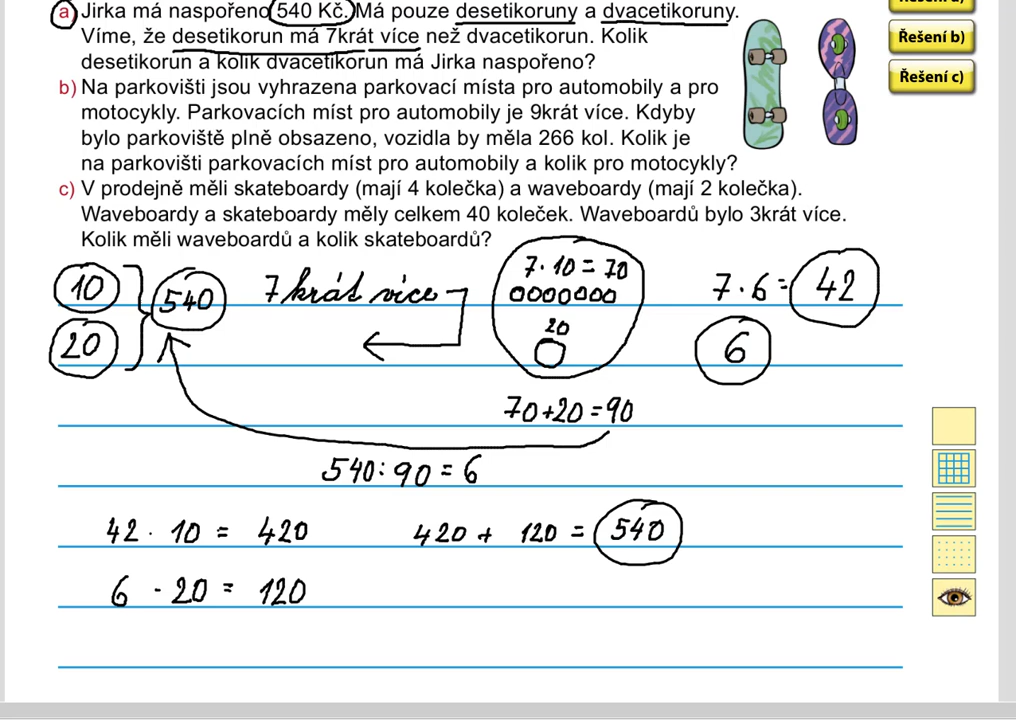 a) Jirka má naspořeno 540 Kč. Má pouze desetikoruny a dvacetikoruny.
Víme, že desetikorun má 7krát více než dvacetikorun. Kolik
desetikorun a kolik dvacetikorun má Jirka naspořeno?
b) Na parkovišti jsou vyhrazena parkovací místa pro automobily a pro
motocykly. Parkovacích míst pro automobily je 9krát více. Kdyby
bylo parkoviště plně obsazeno, vozidla by měla 266 kol. Kolik je
na parkovišti parkovacích míst pro automobily a kolik pro motocykly?
c) V prodejně měli skateboardy (mají 4 kolečka) a waveboardy (mají 2 kolečka).
Waveboardy a skateboardy měly celkem 40 koleček. Waveboardů bylo 3krát více.
Kolik měli waveboardů a kolik skateboardů?
Řešení a)
Řešení b)
Řešení c)
10
20
540
7 krát více
7 · 10 = 70
20
7 · 6 = 42
6
70 + 20 = 90
540 : 90 = 6
42 · 10 = 420
420 + 120 = 540
6 · 20 = 120